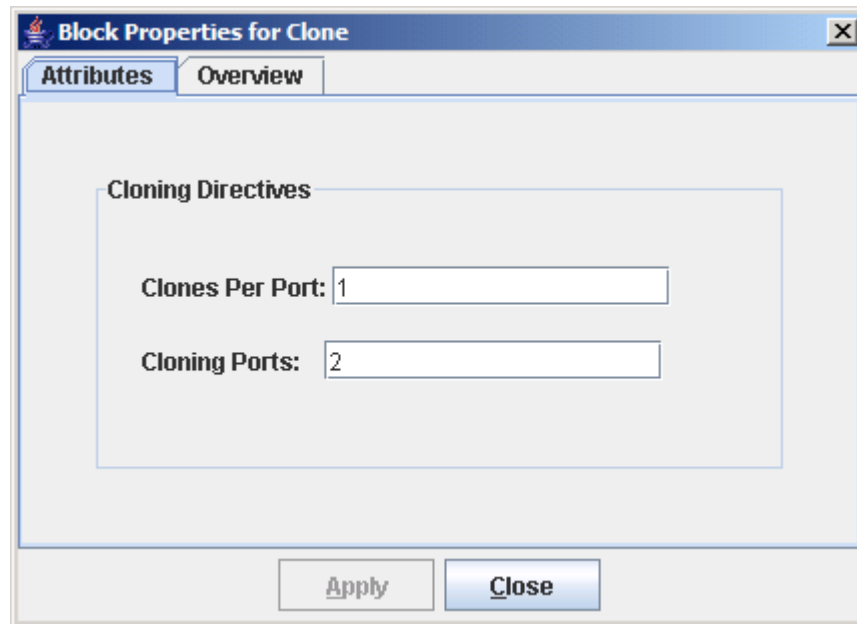 Block Properties for Clone
Attributes Overview
Cloning Directives
Clones Per Port: 1
Cloning Ports: 2
Apply Close